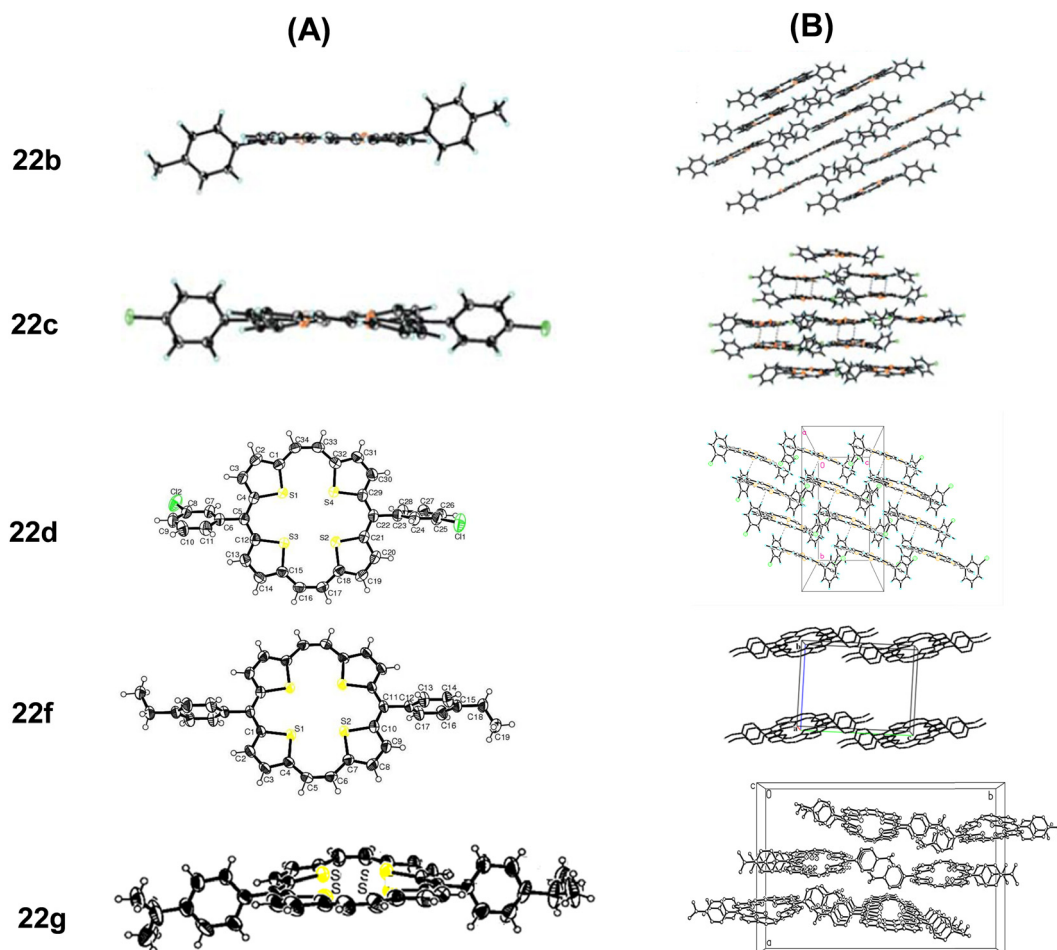 (A) (B)
22b
22c
22d
C34 C33
C2 C1 C32 C31
C3 C30
Cl2 C4 S1 S4 C29
C8 C7 C28 C27 C26
C9 C5 C22 C23 C24 C25
C10 C11 C6 Cl1
C12 S3 S2 C21
C13 C20
C14 C15 C18 C19
C16 C17
a
0 c
b
22f
C13 C14
C11 C12 C15
C17 C16 C18
C1 S1 S2 C10 C19
C2 C9
C3 C4 C7 C8
C5 C6
b
a
22g
S S
S S
c 0 b
a